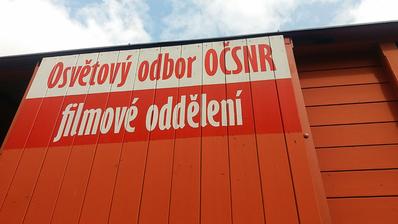 Osvětový odbor OČSNR
filmové oddělení